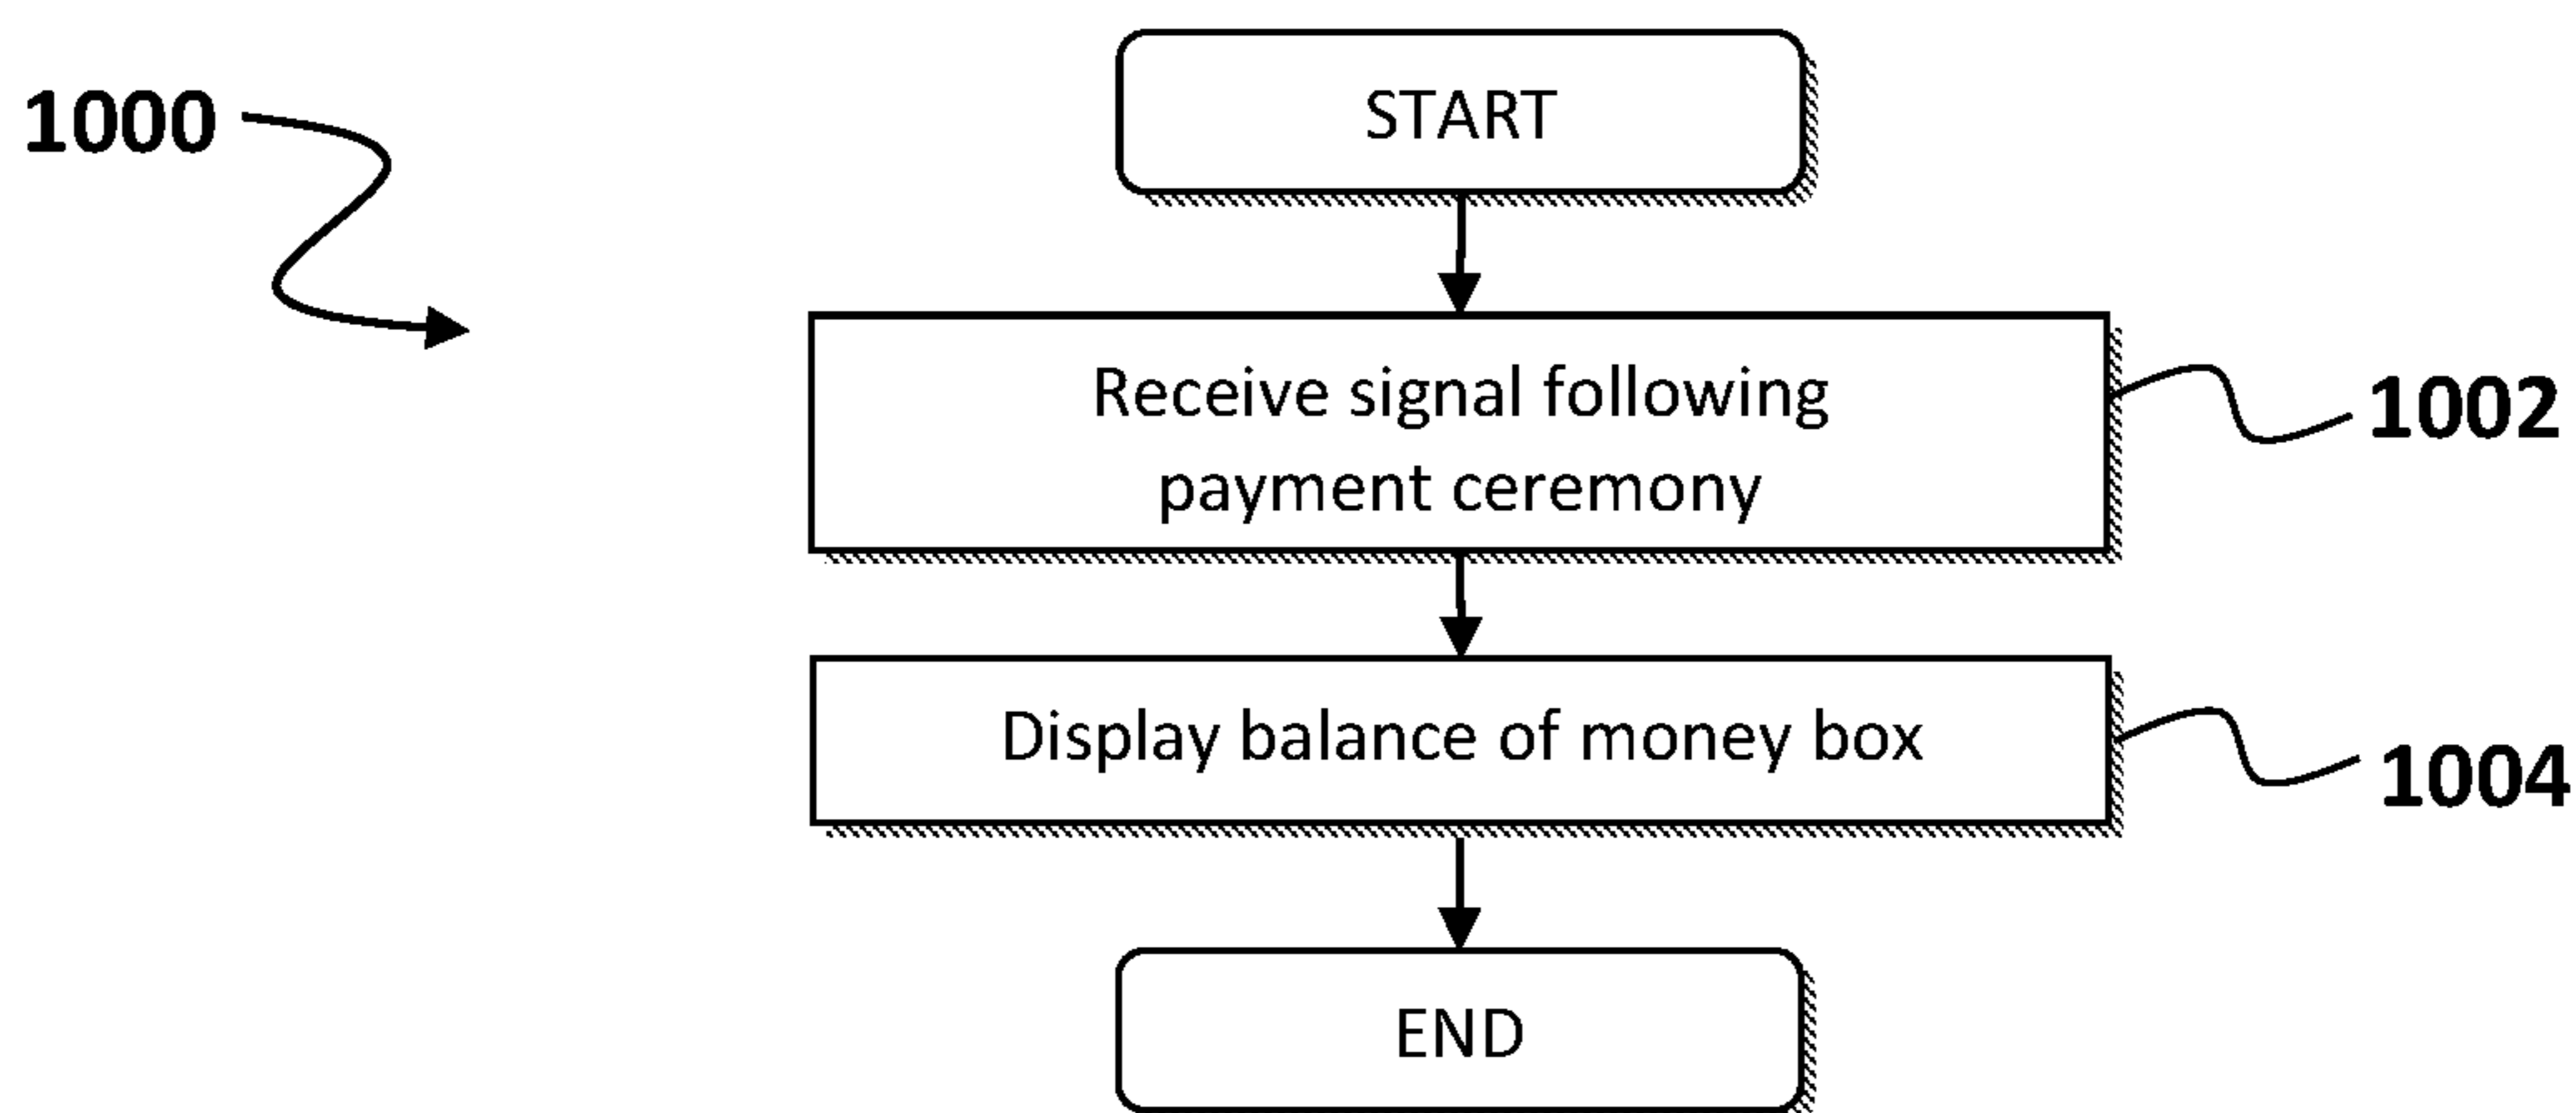 1000
START
Receive signal following
payment ceremony
1002
Display balance of money box
1004
END